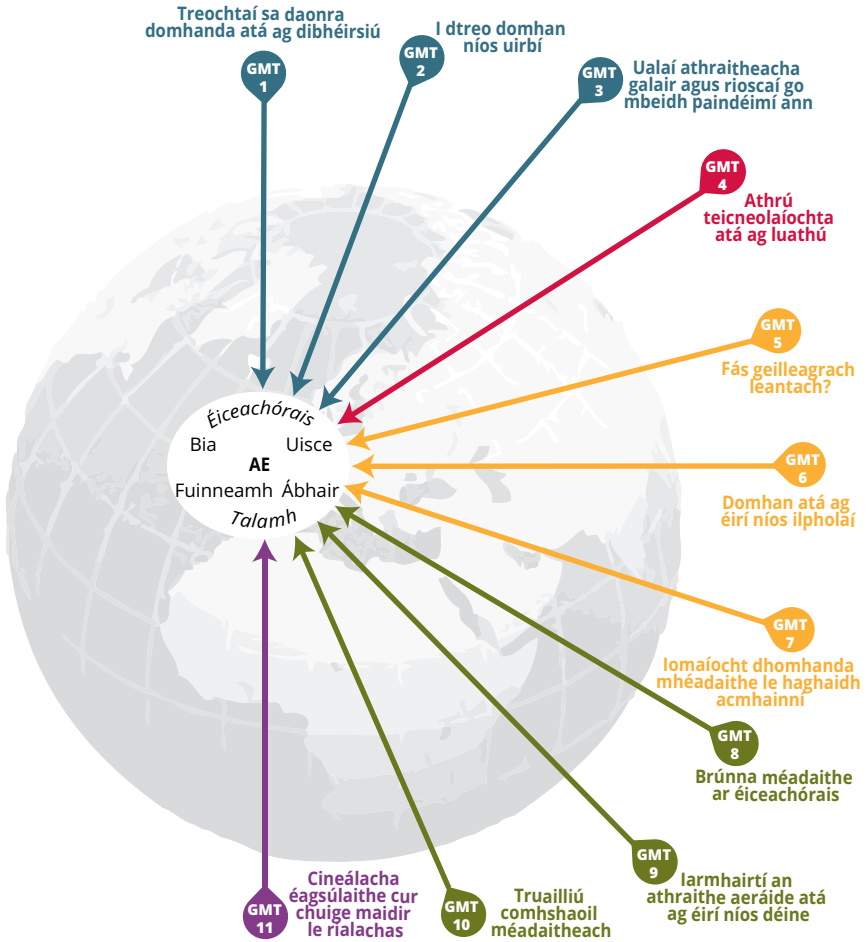 Treochtaí sa daonra
domhanda atá ag dibhéirsiú
GMT
1
I dtreo domhan
níos uirbí
GMT
2
Ualaí athraitheacha
galair agus rioscaí go
mbeidh paindéimí ann
GMT
3
GMT
4
Athrú
teicneolaíochta
atá ag luathú
GMT
5
Fás geilleagrach
leantach?
GMT
6
Domhan atá ag
éirí níos ilpholaí
GMT
7
Iomaíocht dhomhanda
mhéadaithe le haghaidh
acmhainní
GMT
8
Brúnna méadaithe
ar éiceachórais
GMT
9
Iarmhairtí an
athraithe aeráide atá
ag éirí níos déine
GMT
10
Truailliú
comhshaoil
méadaitheach
GMT
11
Cineálacha
éagsúlaithe cur
chuige maidir
le rialachas
Éiceachórais
Bia Uisce
AE
Fuinneamh Ábhair
Talamh